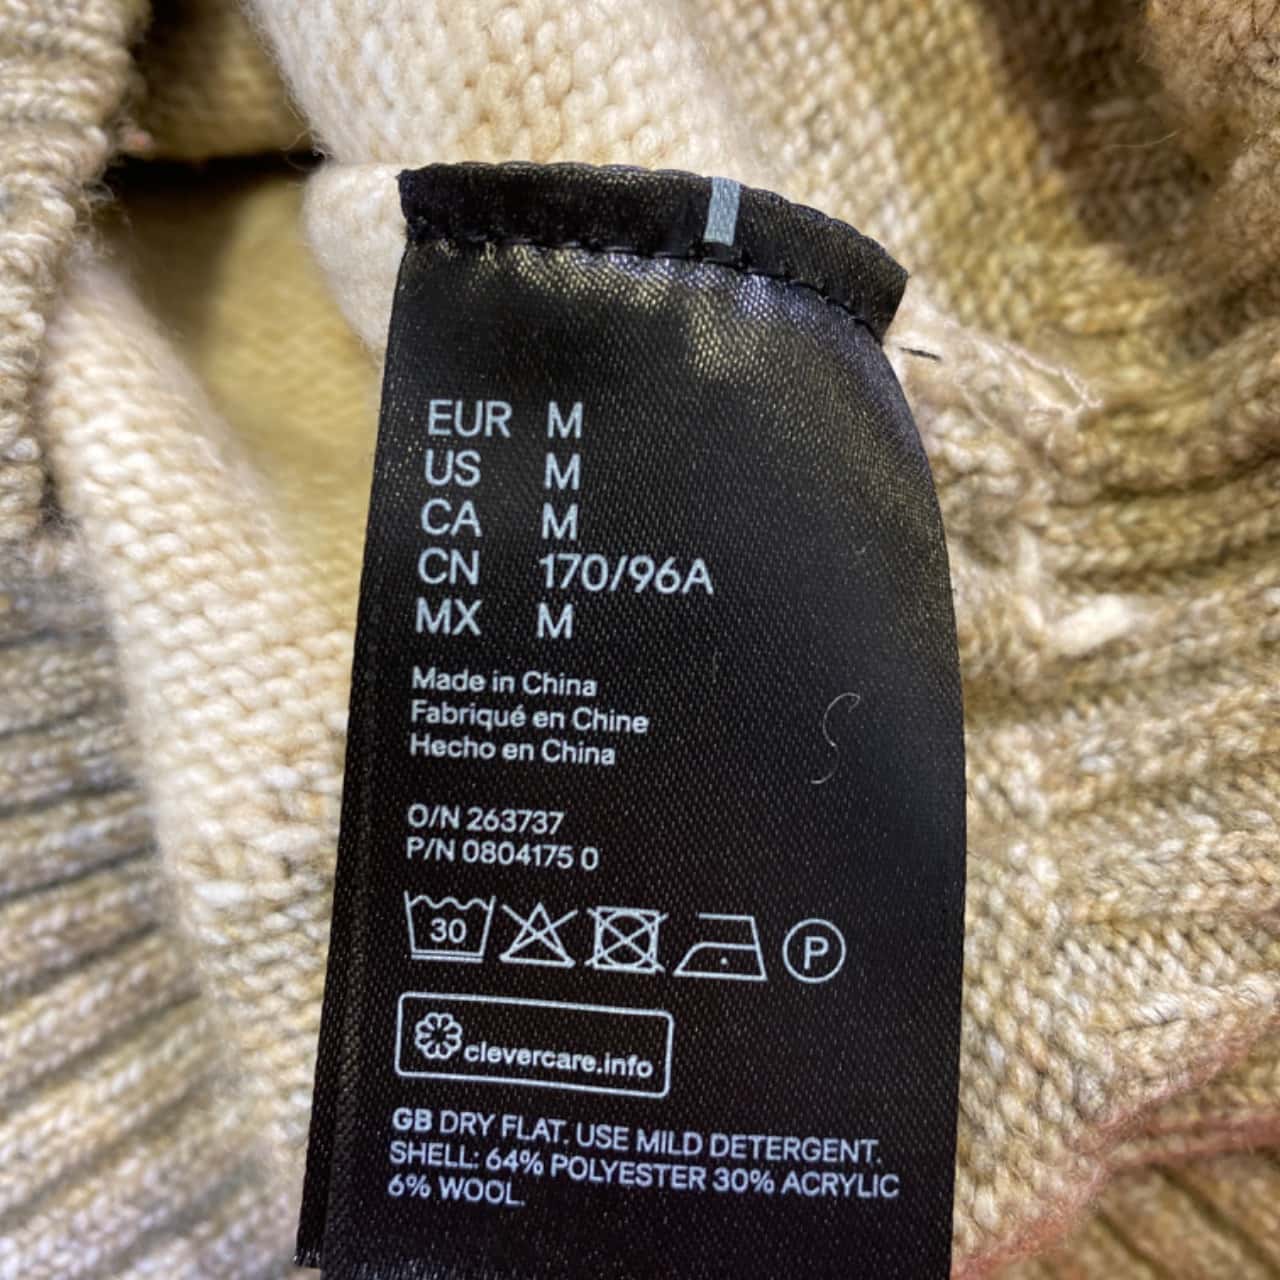 EUR M
US M
CA M
CN 170/96A
MX M
Made in China
Fabriqué en Chine
Hecho en China
O/N 263737
P/N 0804175 0
30 P
clevercare.info
GB DRY FLAT. USE MILD DETERGENT.
SHELL: 64% POLYESTER 30% ACRYLIC
6% WOOL.